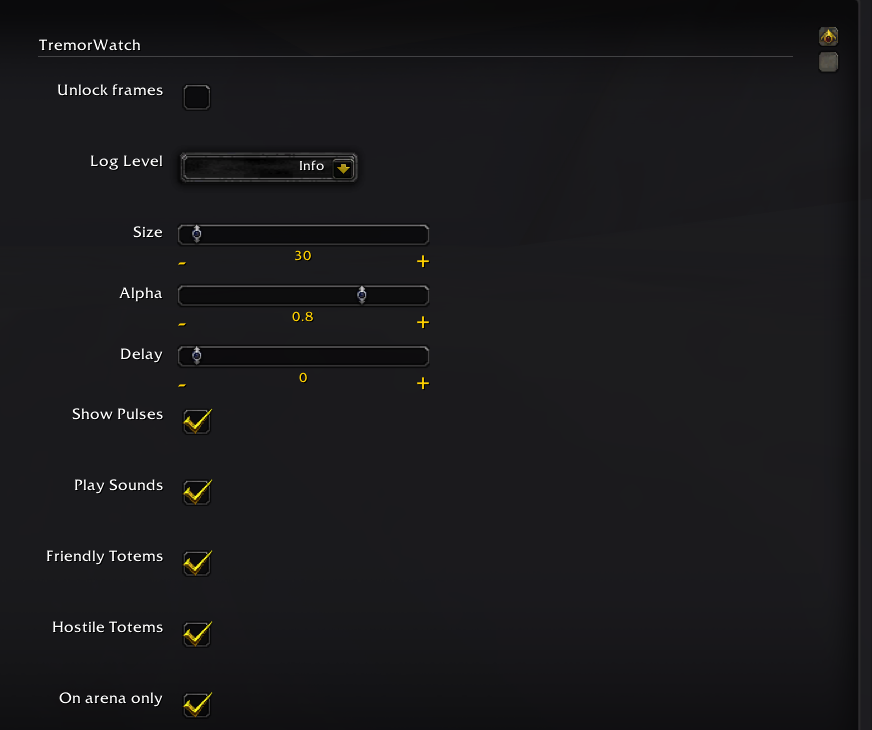 TremorWatch
Unlock frames
Log Level
Info
Size
30
- +
Alpha
0.8
- +
Delay
0
- +
Show Pulses
Play Sounds
Friendly Totems
Hostile Totems
On arena only